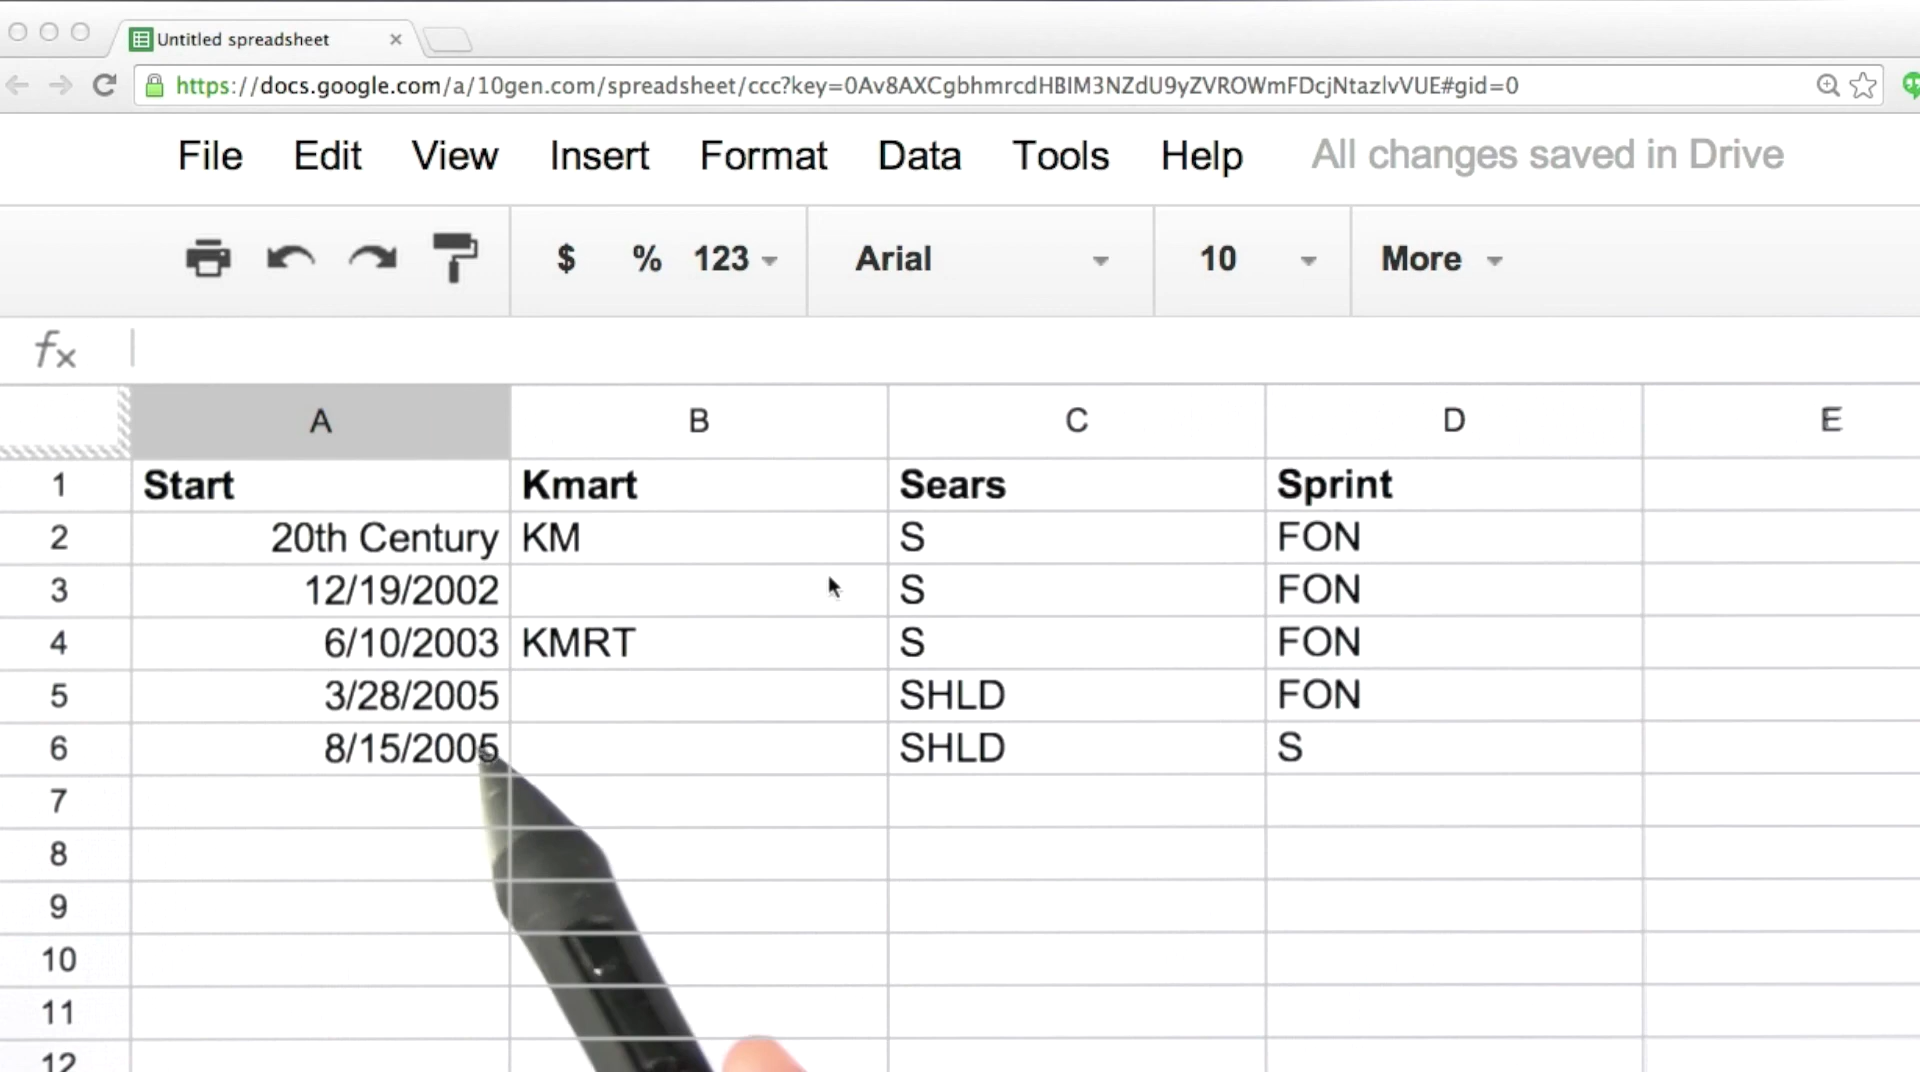 Untitled spreadsheet
https://docs.google.com/a/10gen.com/spreadsheet/ccc?key=0Av8AXCgbhmrcdHBIM3NZdU9yZVROWmFDcjNtazlvVUE#gid=0
File Edit View Insert Format Data Tools Help All changes saved in Drive
$ % 123 Arial 10 More
fx
A B C D E
1 Start Kmart Sears Sprint
2 20th Century KM S FON
3 12/19/2002 S FON
4 6/10/2003 KMRT S FON
5 3/28/2005 SHLD FON
6 8/15/2005 SHLD S
7
8
9
10
11
12